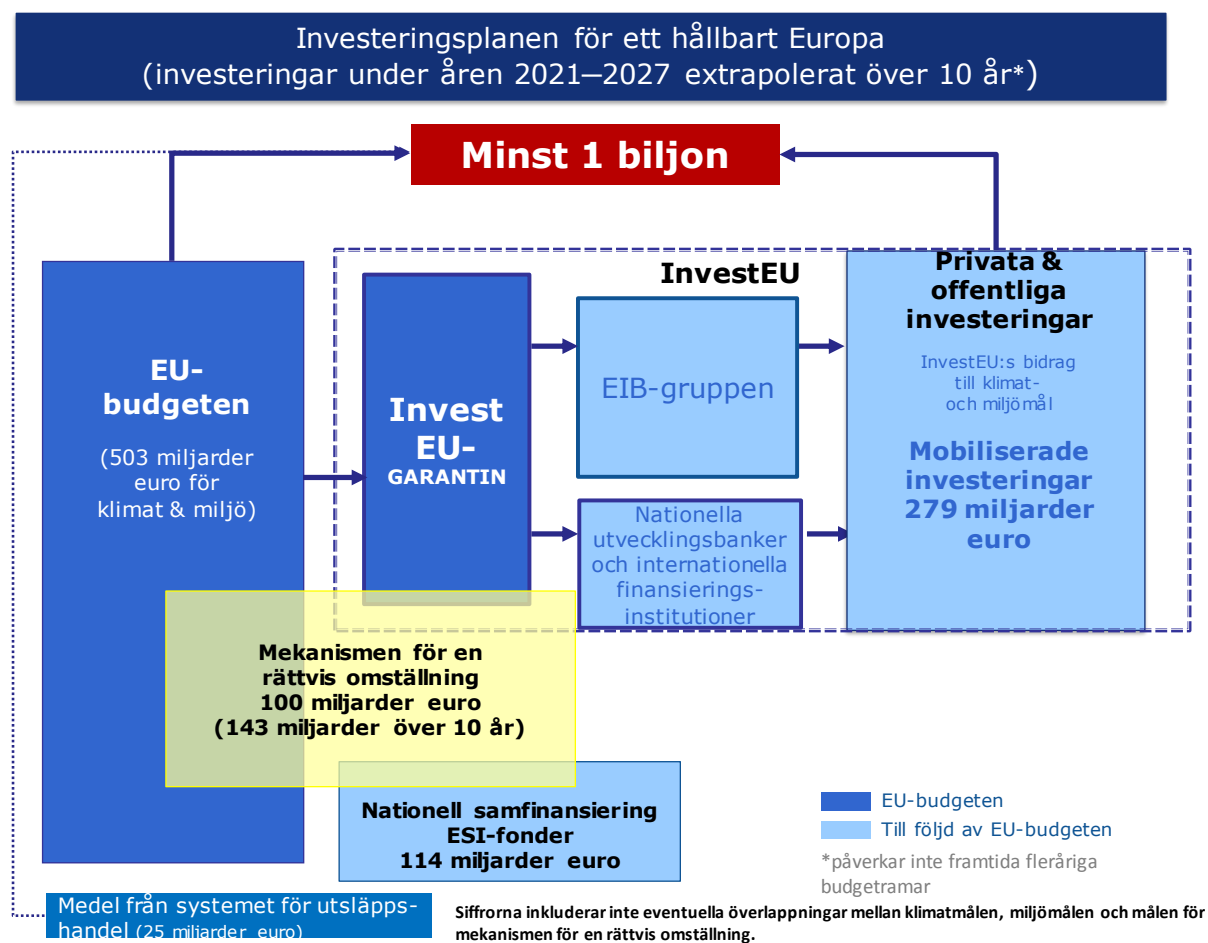 Investeringsplanen för ett hållbart Europa
(investeringar under åren 2021—2027 extrapolerat över 10 år*)
Minst 1 biljon
EU-
budgeten
(503 miljarder
euro för
klimat & miljö)
Invest
EU-
GARANTIN
InvestEU
EIB-gruppen
Nationella
utvecklingsbanker
och internationella
finansierings-
institutioner
Privata &
offentliga
investeringar
InvestEU:s bidrag
till klimat-
och miljömål
Mobiliserade
investeringar
279 miljarder
euro
Mekanismen för en
rättvis omställning
100 miljarder euro
(143 miljarder över 10 år)
Nationell samfinansiering
ESI-fonder
114 miljarder euro
EU-budgeten
Till följd av EU-budgeten
*påverkar inte framtida fleråriga
budgetramar
Medel från systemet för utsläpps-
handel (25 miljarder euro)
Siffrorna inkluderar inte eventuella överlappningar mellan klimatmålen, miljömålen och målen för
mekanismen för en rättvis omställning.